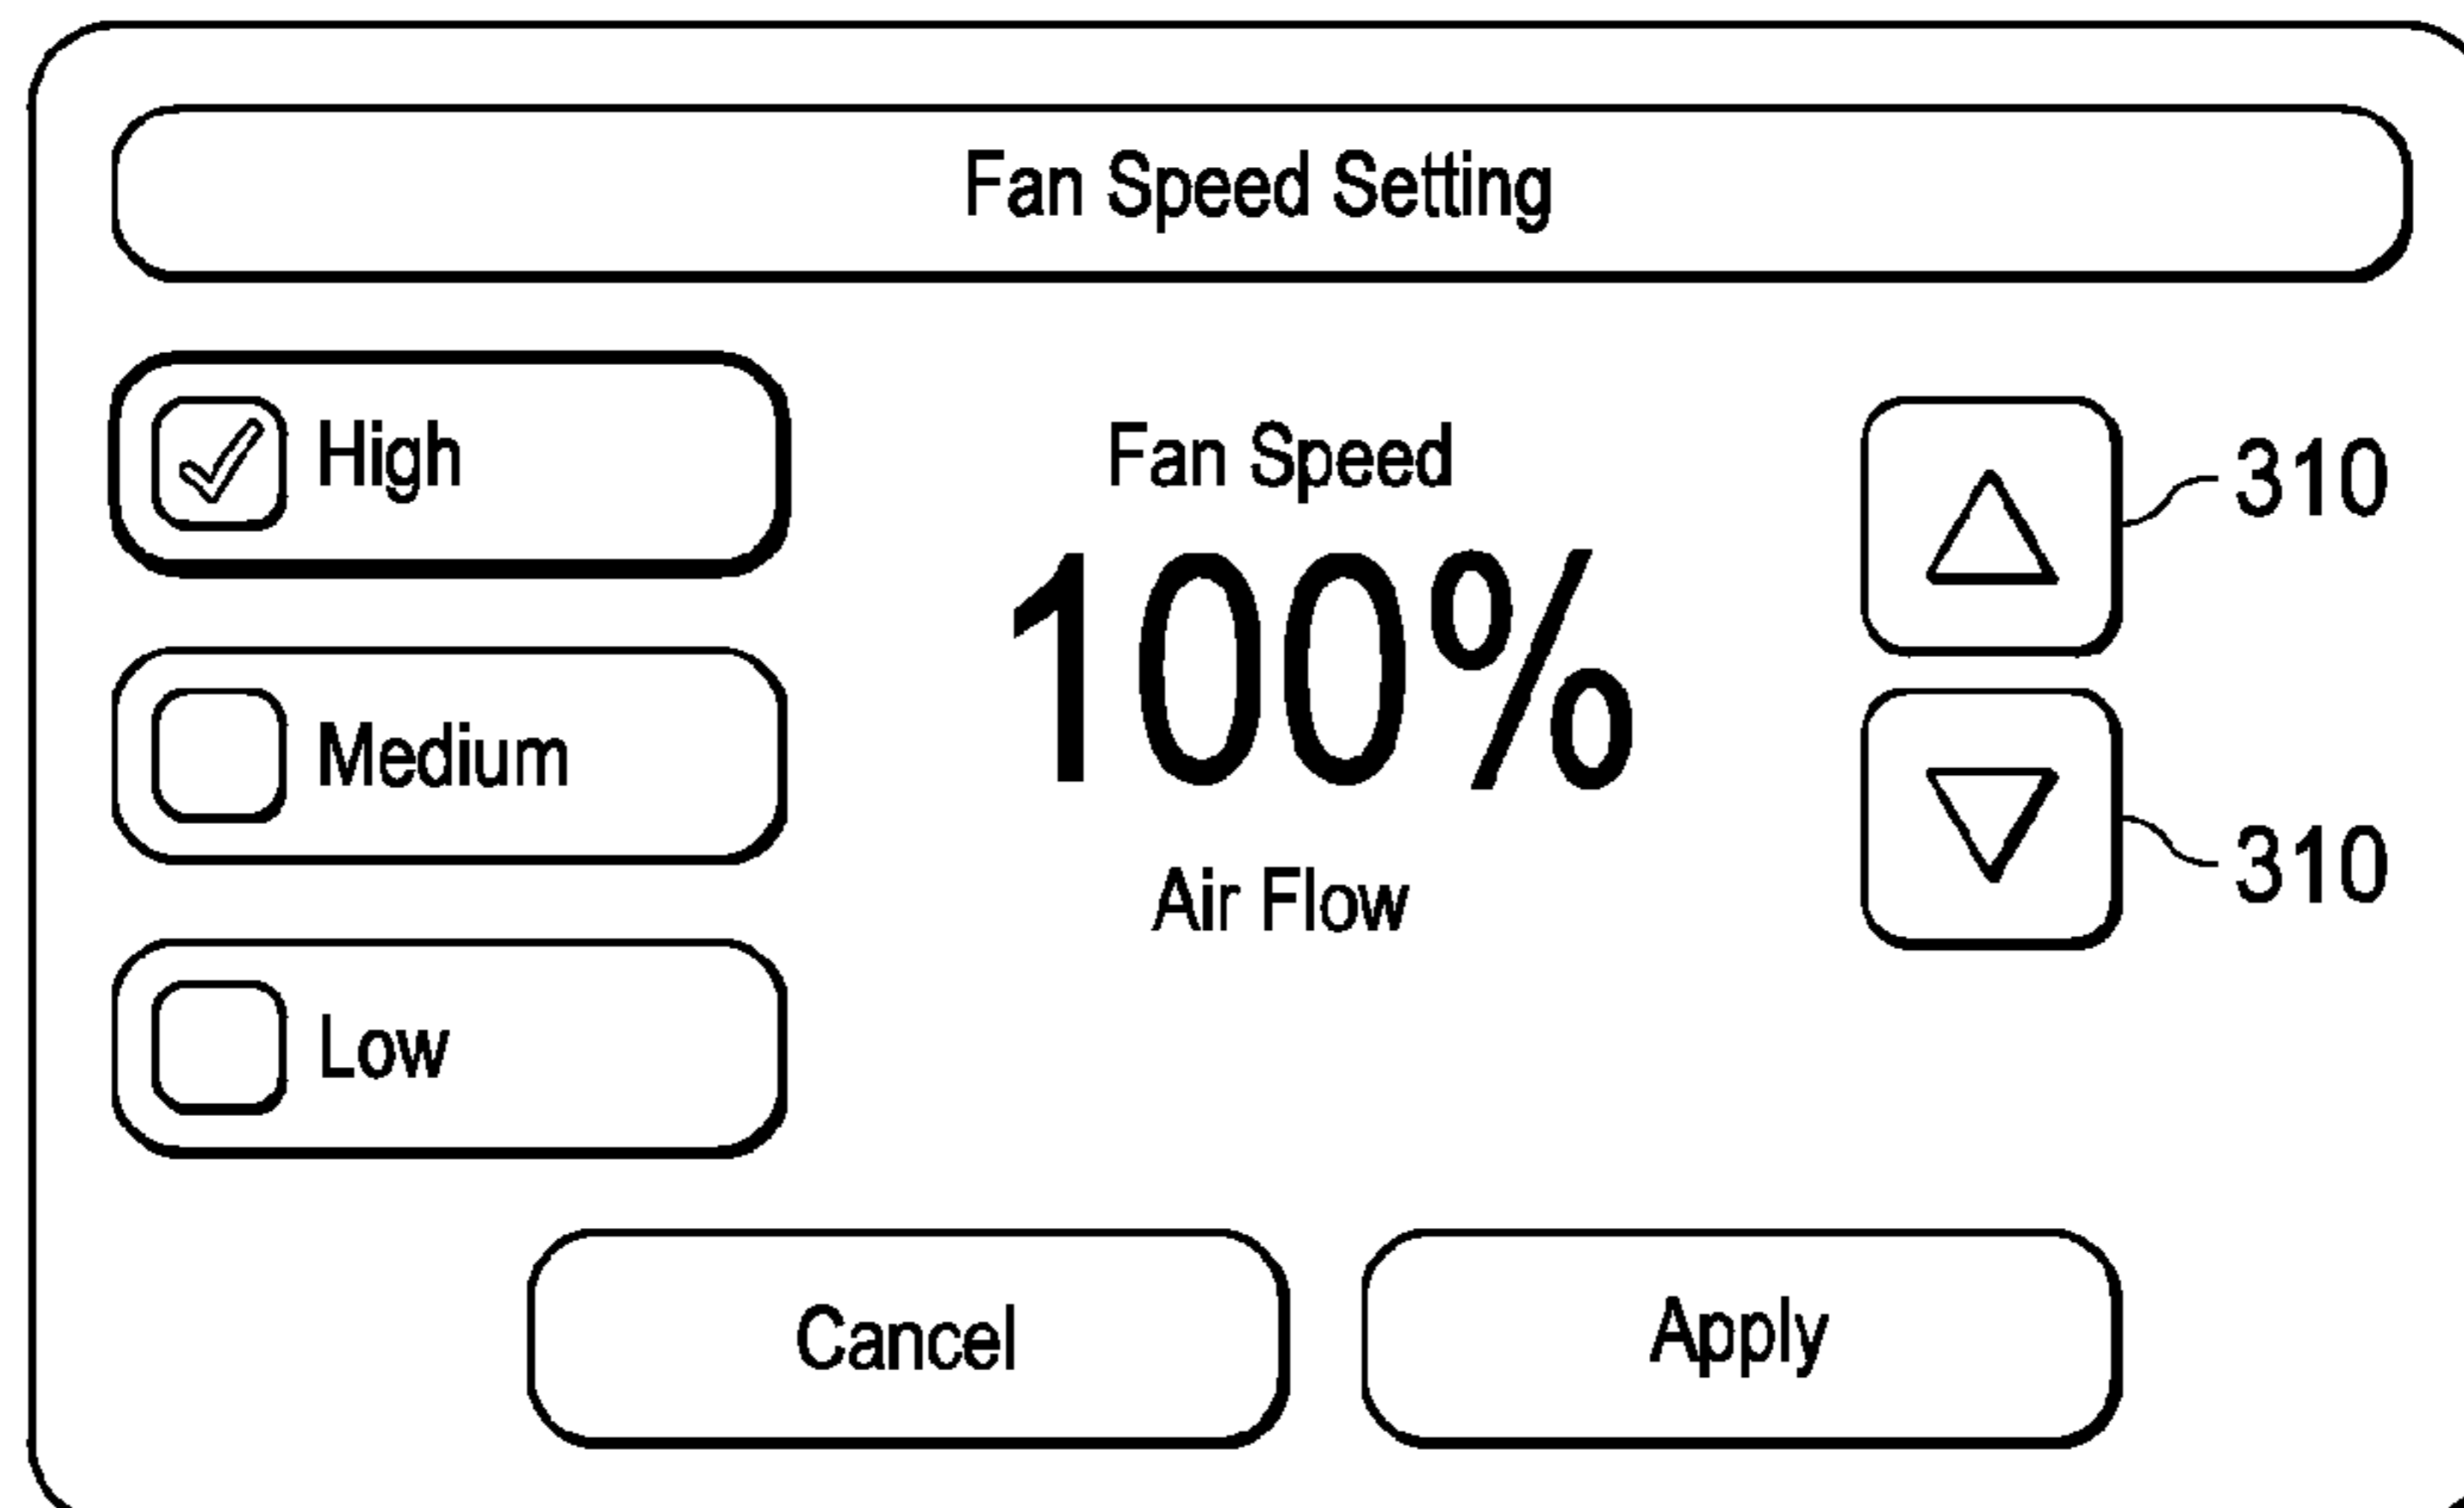 Fan Speed Setting
High
Medium
Low
Fan Speed
100%
Air Flow
310
310
Cancel
Apply